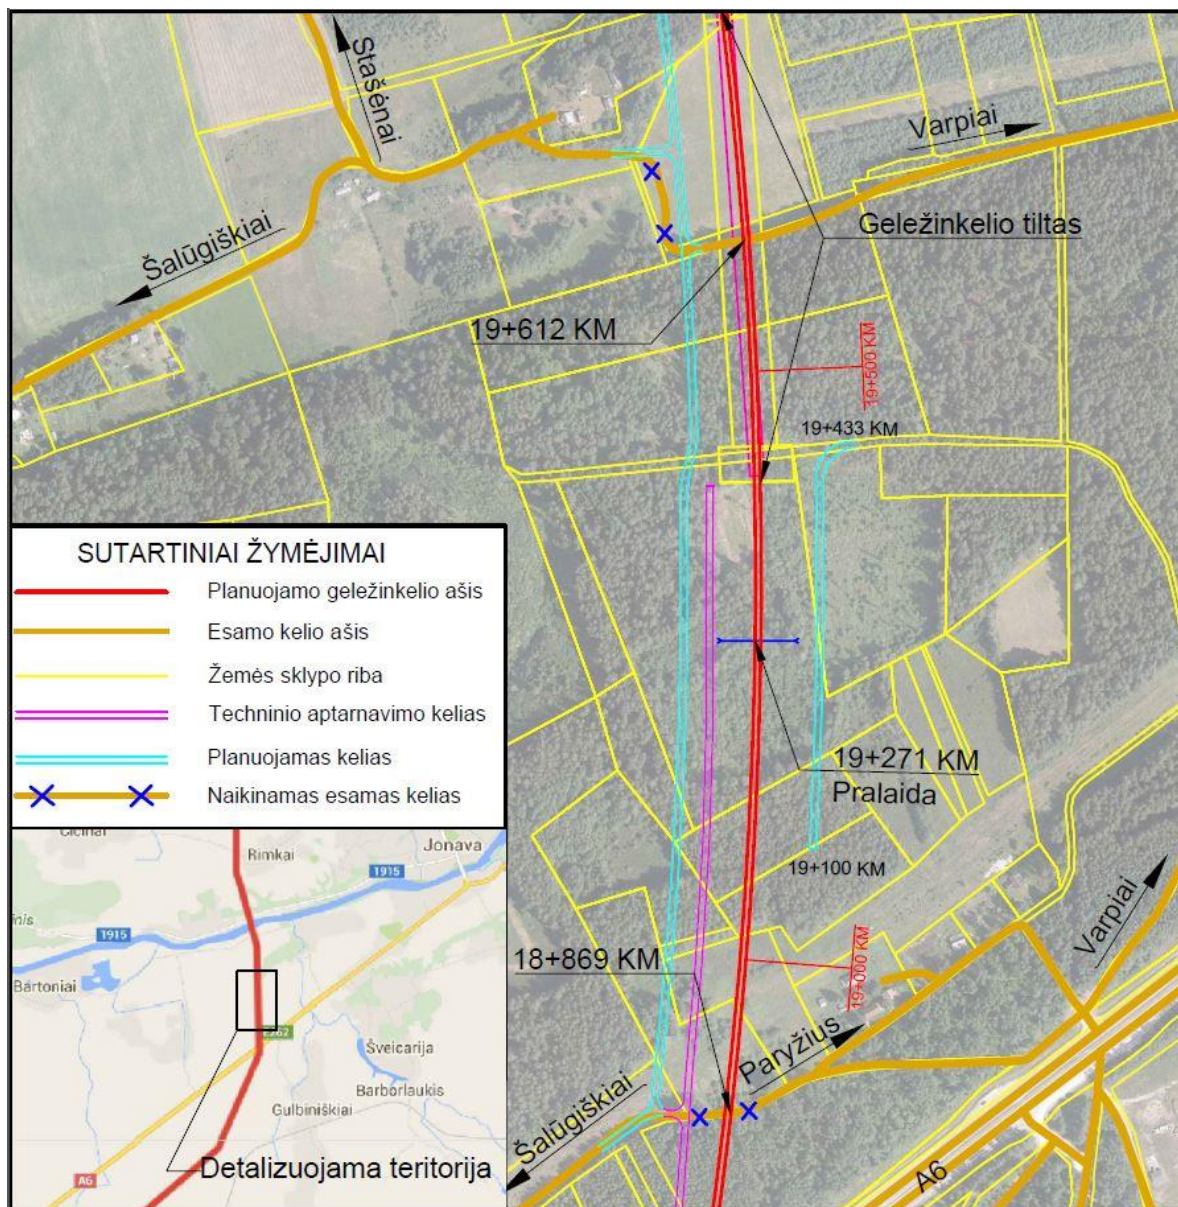 Stašėnai
Varpiai
Šalūgiškiai
Geležinkelio tiltas
19+612 KM
19+500 KM
19+433 KM
SUTARTINIAI ŽYMĖJIMAI
Planuojamo geležinkelio ašis
Esamo kelio ašis
Žemės sklypo riba
Techninio aptarnavimo kelias
Planuojamas kelias
Naikinamas esamas kelias
19+271 KM
Pralaida
19+100 KM
18+869 KM
19+000 KM
Varpiai
Paryžius
Šalūgiškiai
A6
Rimkai
Jonava
1915
1915
Bartoniai
Šveicarija
Barborlaukis
Gulbiniškiai
Detalizuojama teritorija
A6